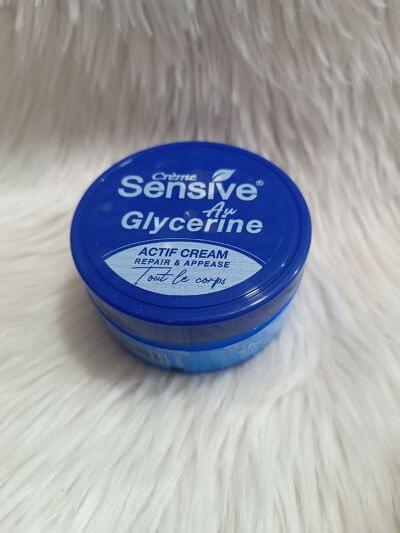 Crème
Sensive®
Au
Glycerine
ACTIF CREAM
REPAIR & APPEASE
Tout le corps